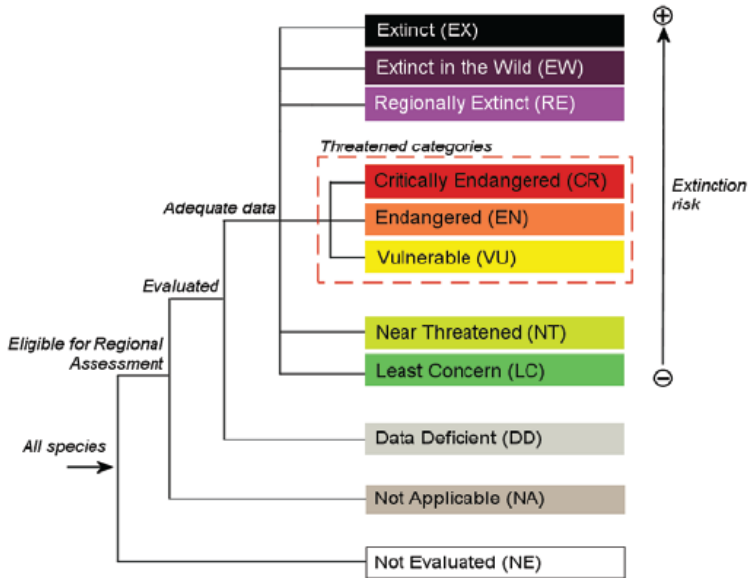 Extinct (EX)
Extinct in the Wild (EW)
Regionally Extinct (RE)
Threatened categories
Critically Endangered (CR)
Extinction
risk
Adequate data
Endangered (EN)
Vulnerable (VU)
Evaluated
Near Threatened (NT)
Eligible for Regional
Assessment
Least Concern (LC)
All species
Data Deficient (DD)
Not Applicable (NA)
Not Evaluated (NE)